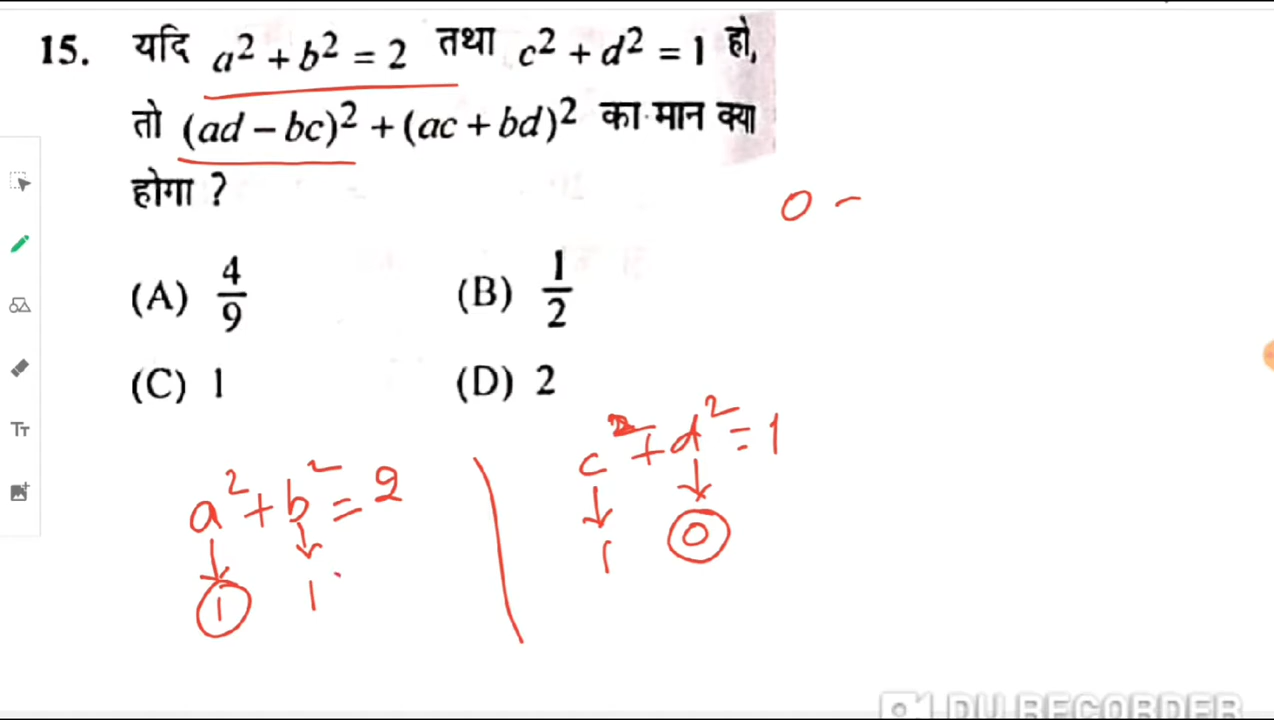 15. यदि a² + b² = 2 तथा c² + d² = 1 हो,
तो (ad – bc)² + (ac + bd)² का मान क्या
होगा ?
0 –
(A) 4/9 (B) 1/2
(C) 1 (D) 2
a² + b² = 2
1 1
c² + d² = 1
1 0
Tт
DU RECORDER